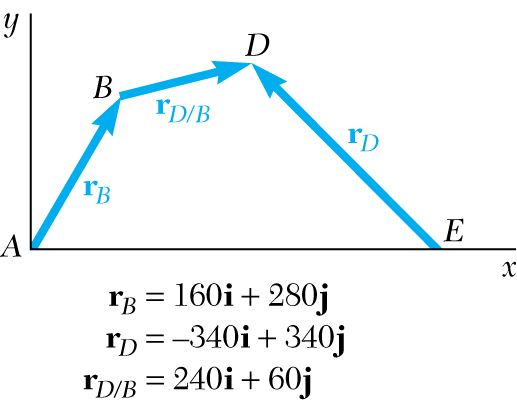 y
D
B
r_{D/B}
r_D
r_B
A
E
x
r_B = 160i + 280j
r_D = –340i + 340j
r_{D/B} = 240i + 60j